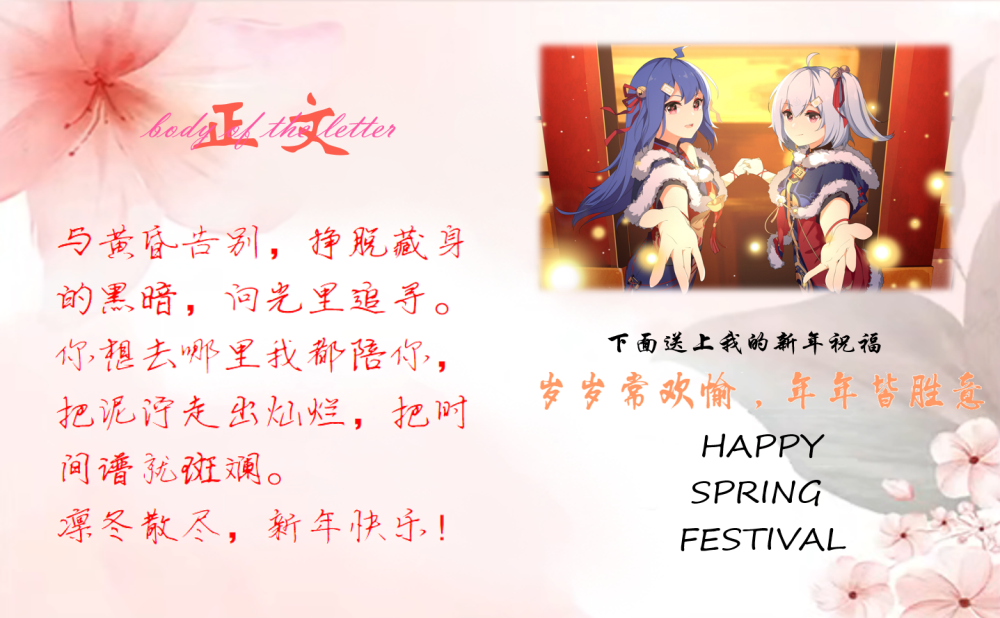 正文
body of the letter
与黄昏告别，挣脱藏身
的黑暗，问光里追寻。
你想去哪里我都陪你，
把泥泞走出灿烂，把时
间谱就斑斓。
凛冬散尽，新年快乐！
下面送上我的新年祝福
岁岁常欢愉，年年皆胜意
HAPPY
SPRING
FESTIVAL